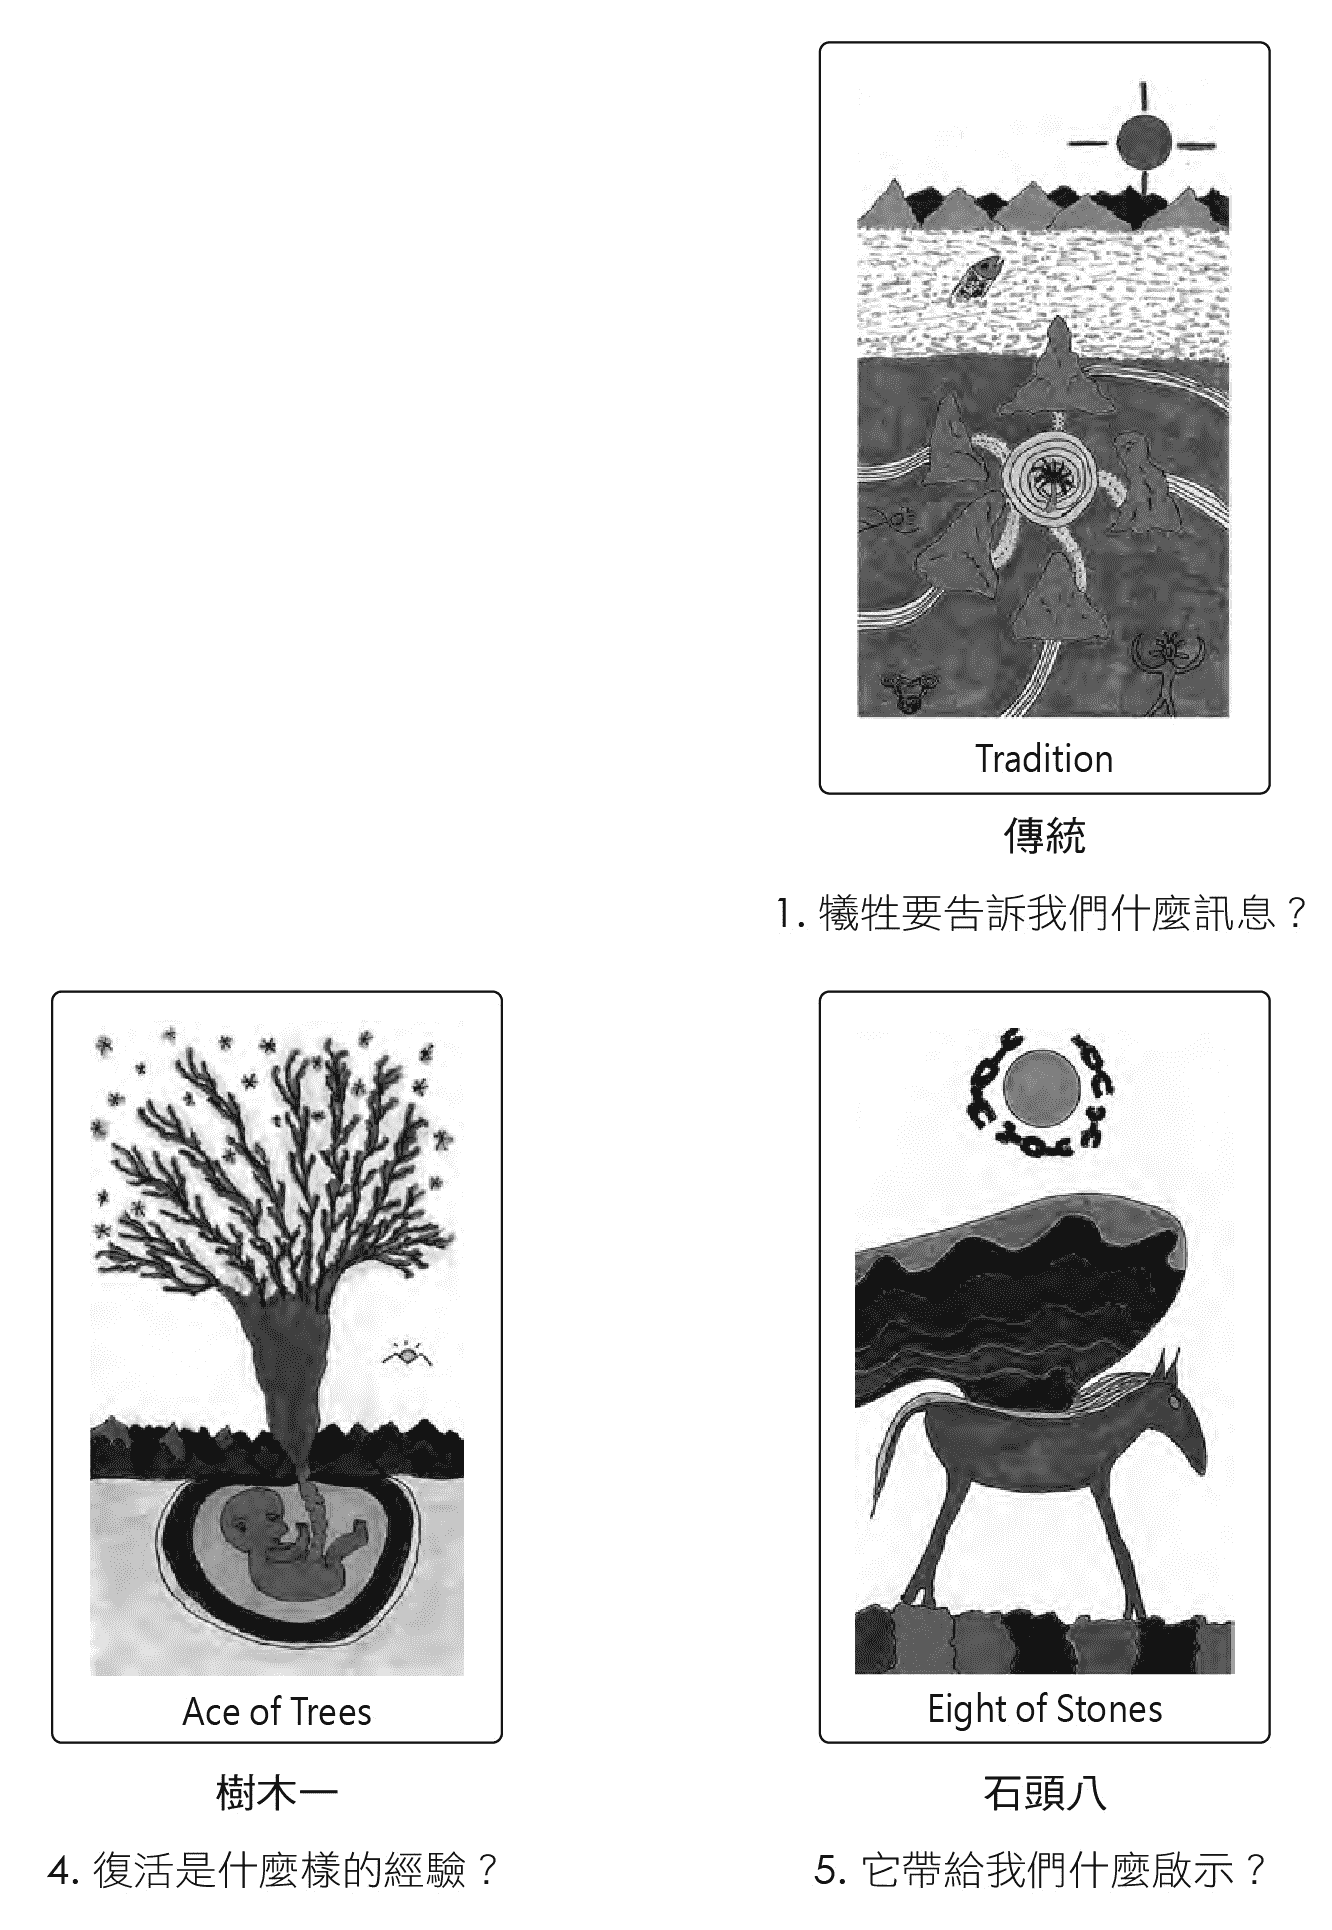 Tradition
傳統
1. 犧牲要告訴我們什麼訊息？
Ace of Trees
樹木一
4. 復活是什麼樣的經驗？
Eight of Stones
石頭八
5. 它帶給我們什麼啟示？